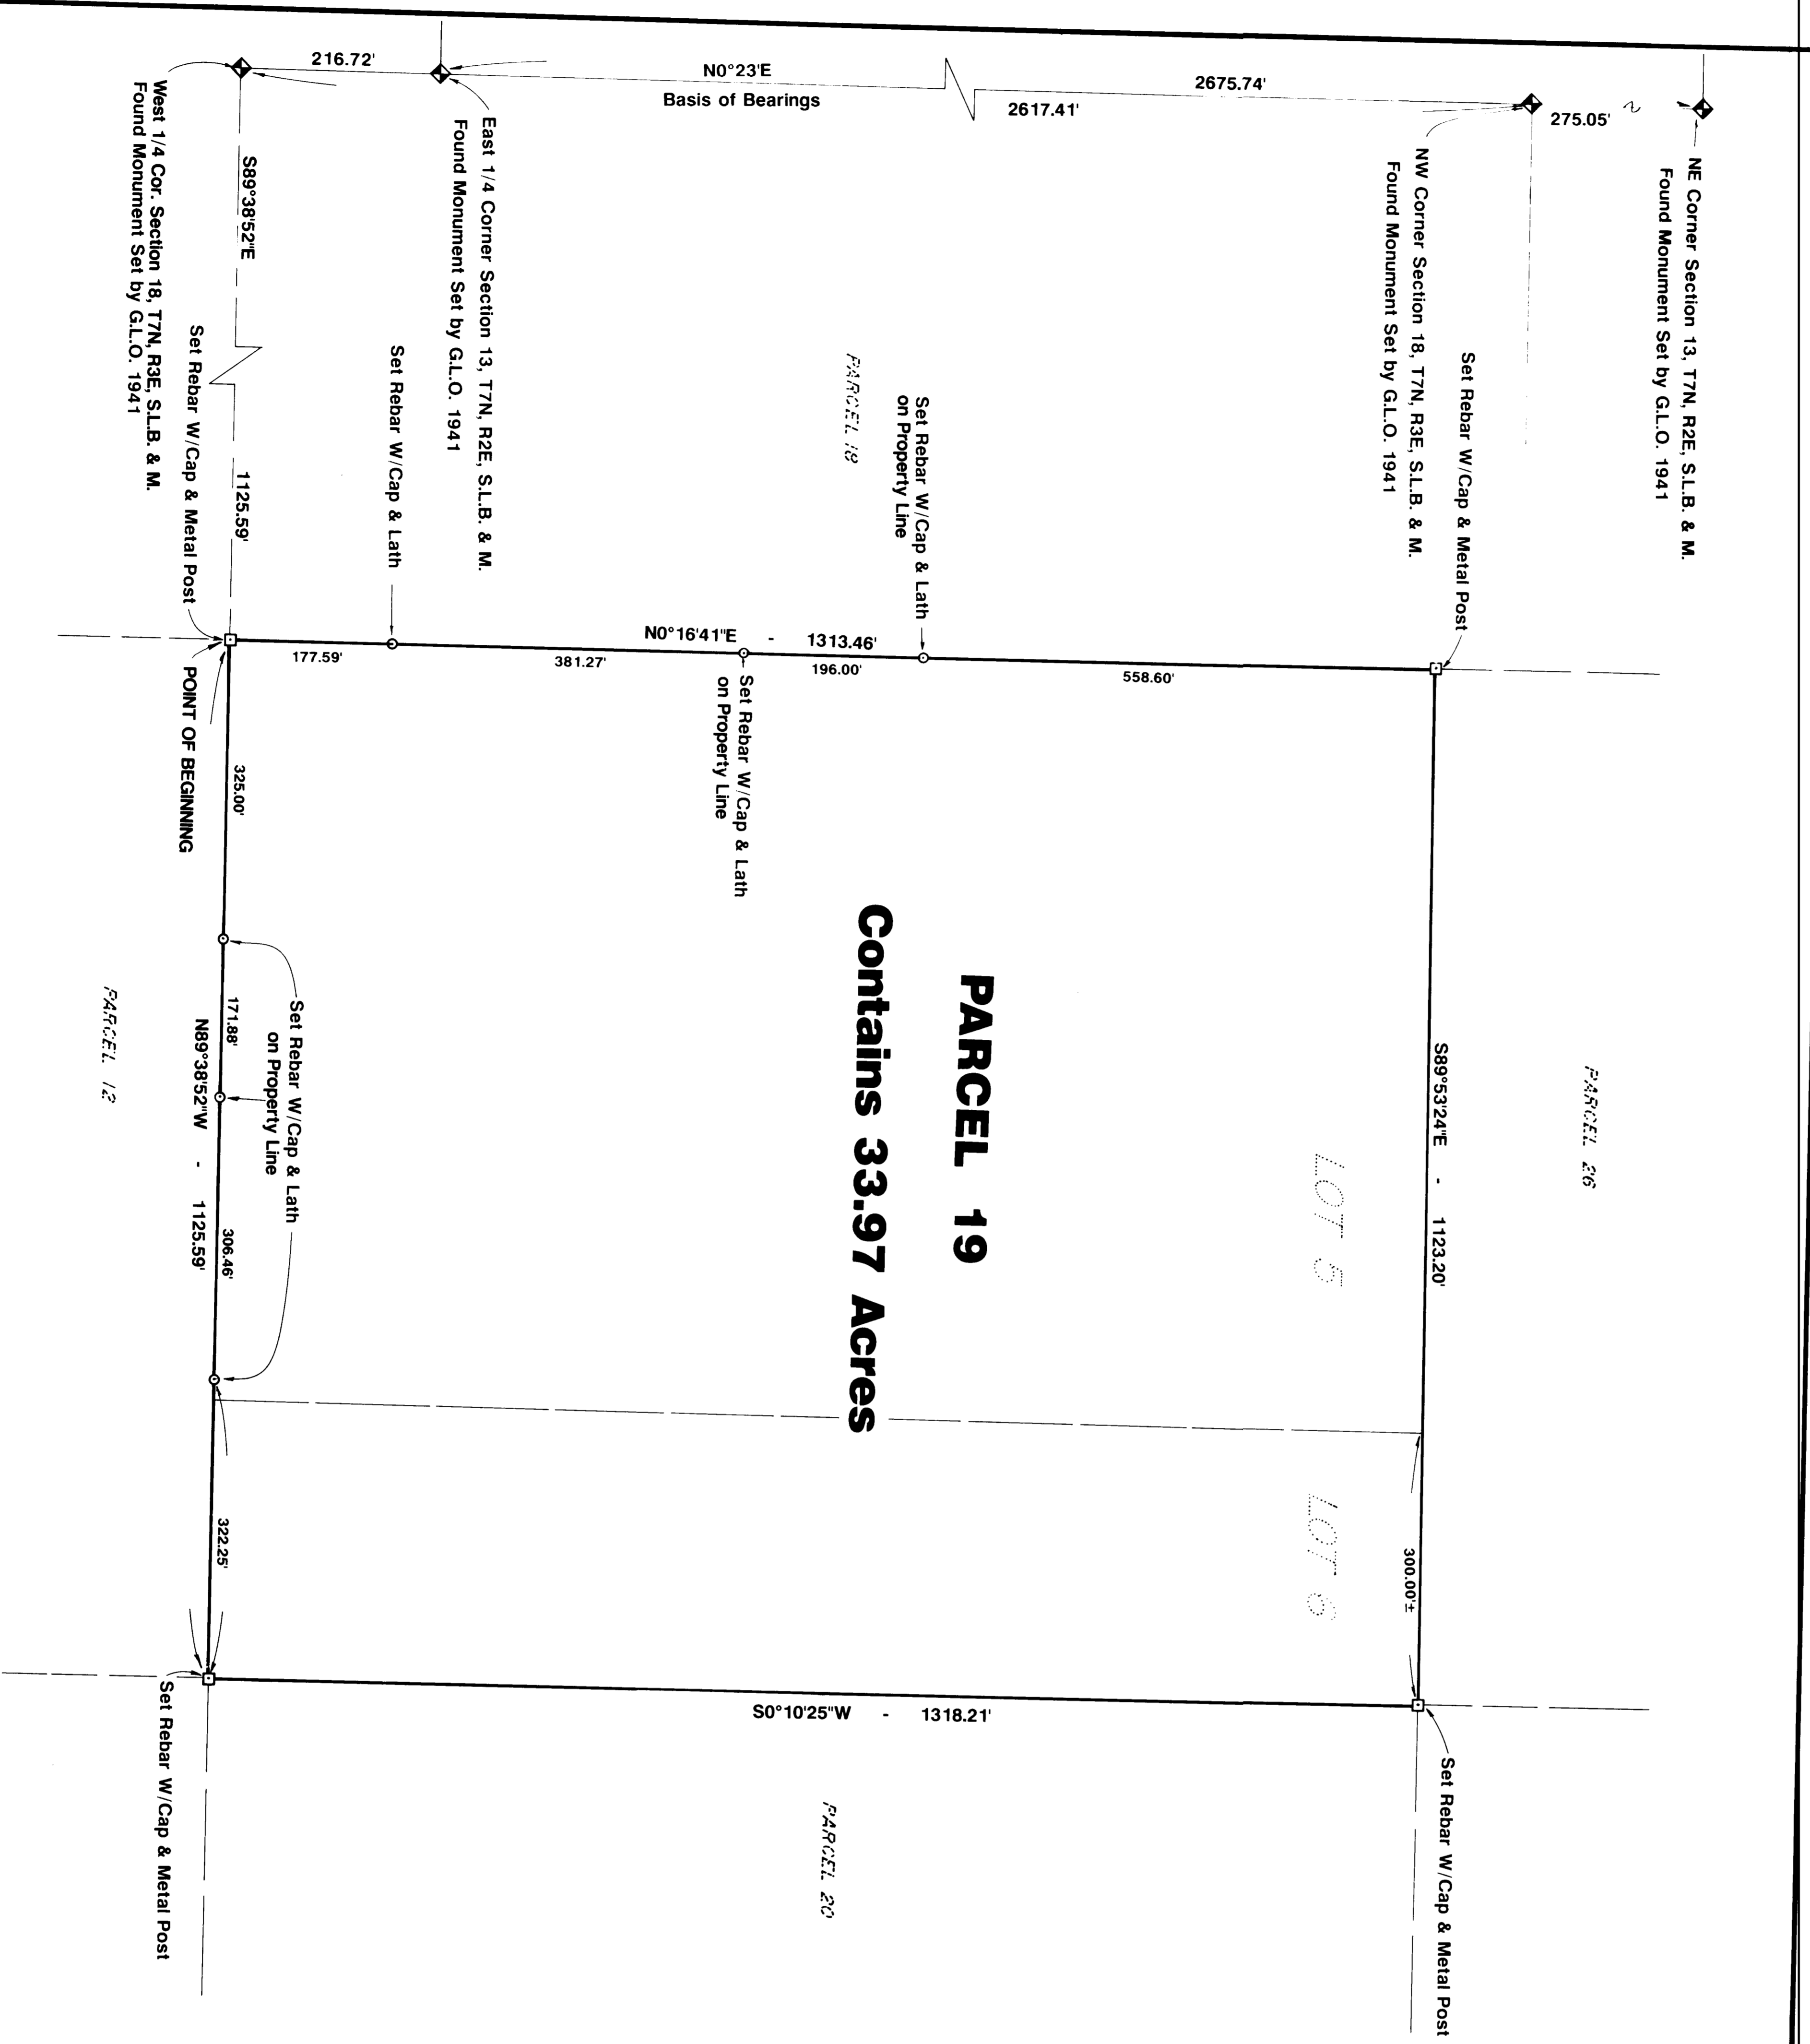 216.72'
N0°23'E
Basis of Bearings
2675.74'
2617.41'
275.05'
West 1/4 Cor. Section 18, T7N, R3E, S.L.B. & M.
Found Monument Set by G.L.O. 1941
East 1/4 Corner Section 13, T7N, R2E, S.L.B. & M.
Found Monument Set by G.L.O. 1941
NW Corner Section 18, T7N, R3E, S.L.B. & M.
Found Monument Set by G.L.O. 1941
NE Corner Section 13, T7N, R2E, S.L.B. & M.
Found Monument Set by G.L.O. 1941
S89°38'52"E
1125.59'
Set Rebar W/Cap & Metal Post
Set Rebar W/Cap & Lath
PARCEL 18
Set Rebar W/Cap & Lath
on Property Line
Set Rebar W/Cap & Metal Post
N0°16'41"E - 1313.46'
177.59'
381.27'
196.00'
558.60'
POINT OF BEGINNING
Set Rebar W/Cap & Lath
on Property Line
325.00'
171.88'
306.46'
322.25'
N89°38'52"W - 1125.59'
Set Rebar W/Cap & Lath
on Property Line
PARCEL 12
PARCEL 19
Contains 33.97 Acres
S89°53'24"E - 1123.20'
PARCEL 26
LOT 5
LOT 6
300.00'±
S0°10'25"W - 1318.21'
Set Rebar W/Cap & Metal Post
Set Rebar W/Cap & Metal Post
PARCEL 20